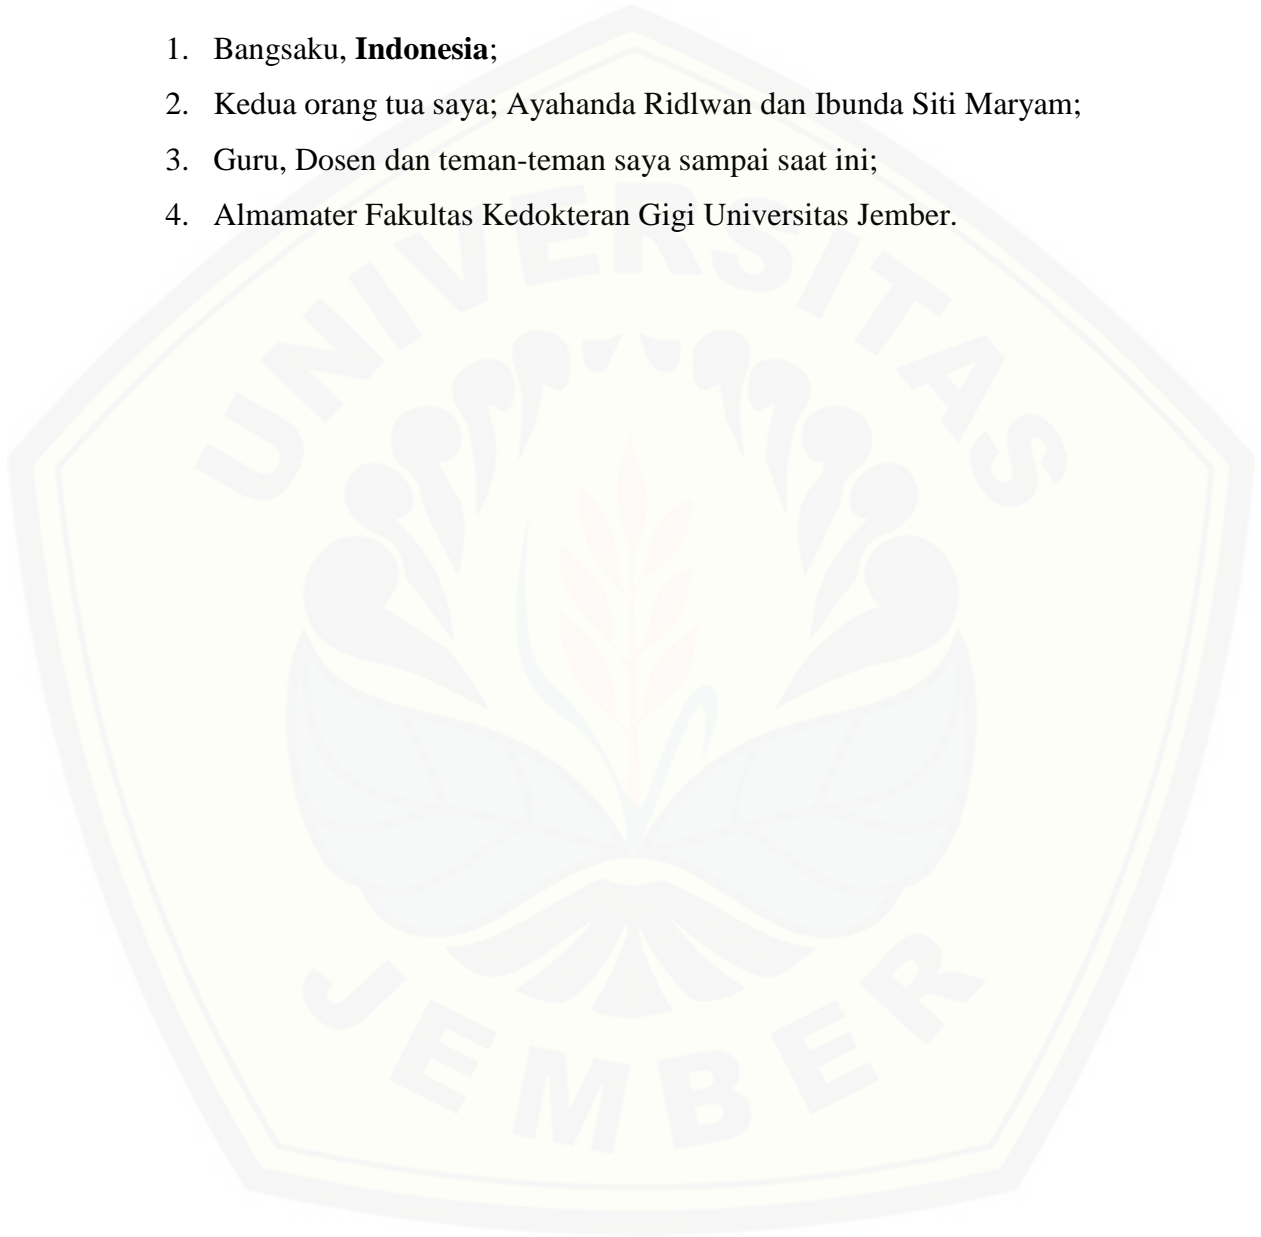 1. Bangsaku, Indonesia;
2. Kedua orang tua saya; Ayahanda Ridlwan dan Ibunda Siti Maryam;
3. Guru, Dosen dan teman-teman saya sampai saat ini;
4. Almamater Fakultas Kedokteran Gigi Universitas Jember.
UNIVERSITAS
JEMBER